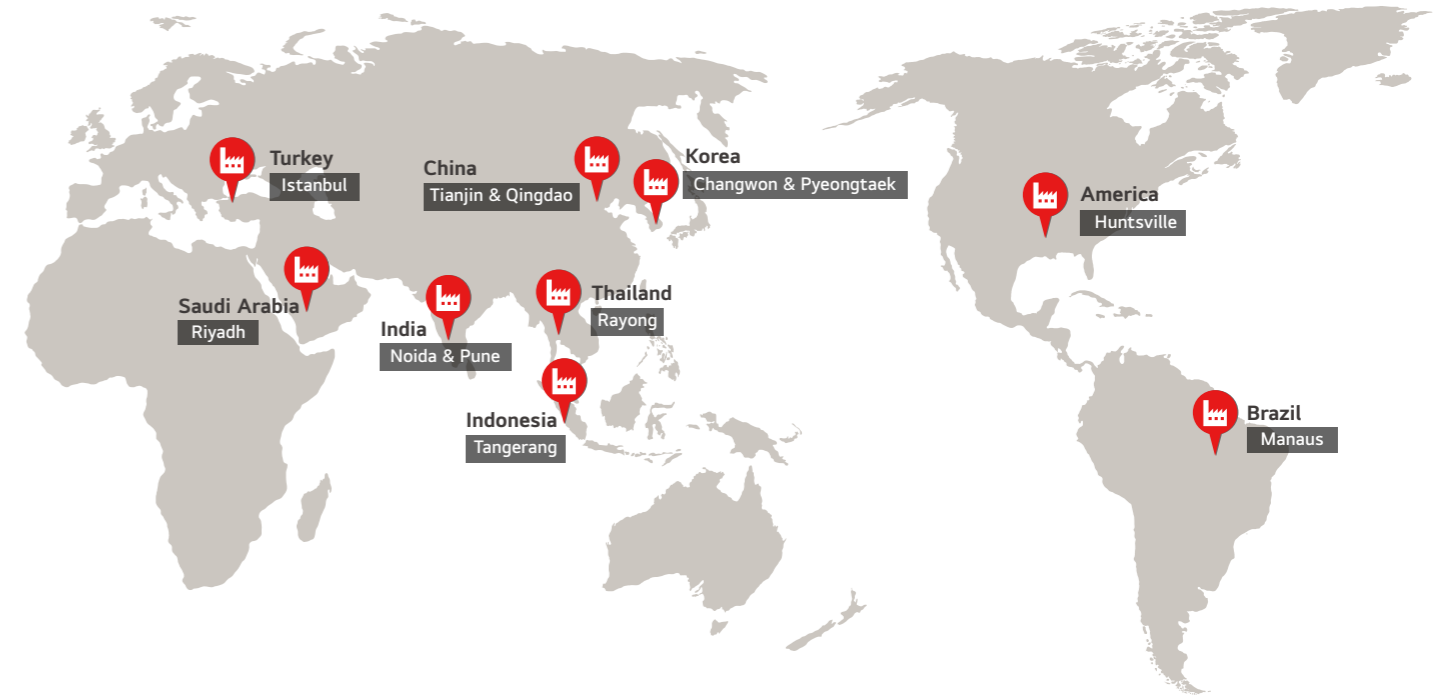 Turkey
Istanbul
China
Tianjin & Qingdao
Korea
Changwon & Pyeongtaek
America
Huntsville
Saudi Arabia
Riyadh
India
Noida & Pune
Thailand
Rayong
Indonesia
Tangerang
Brazil
Manaus